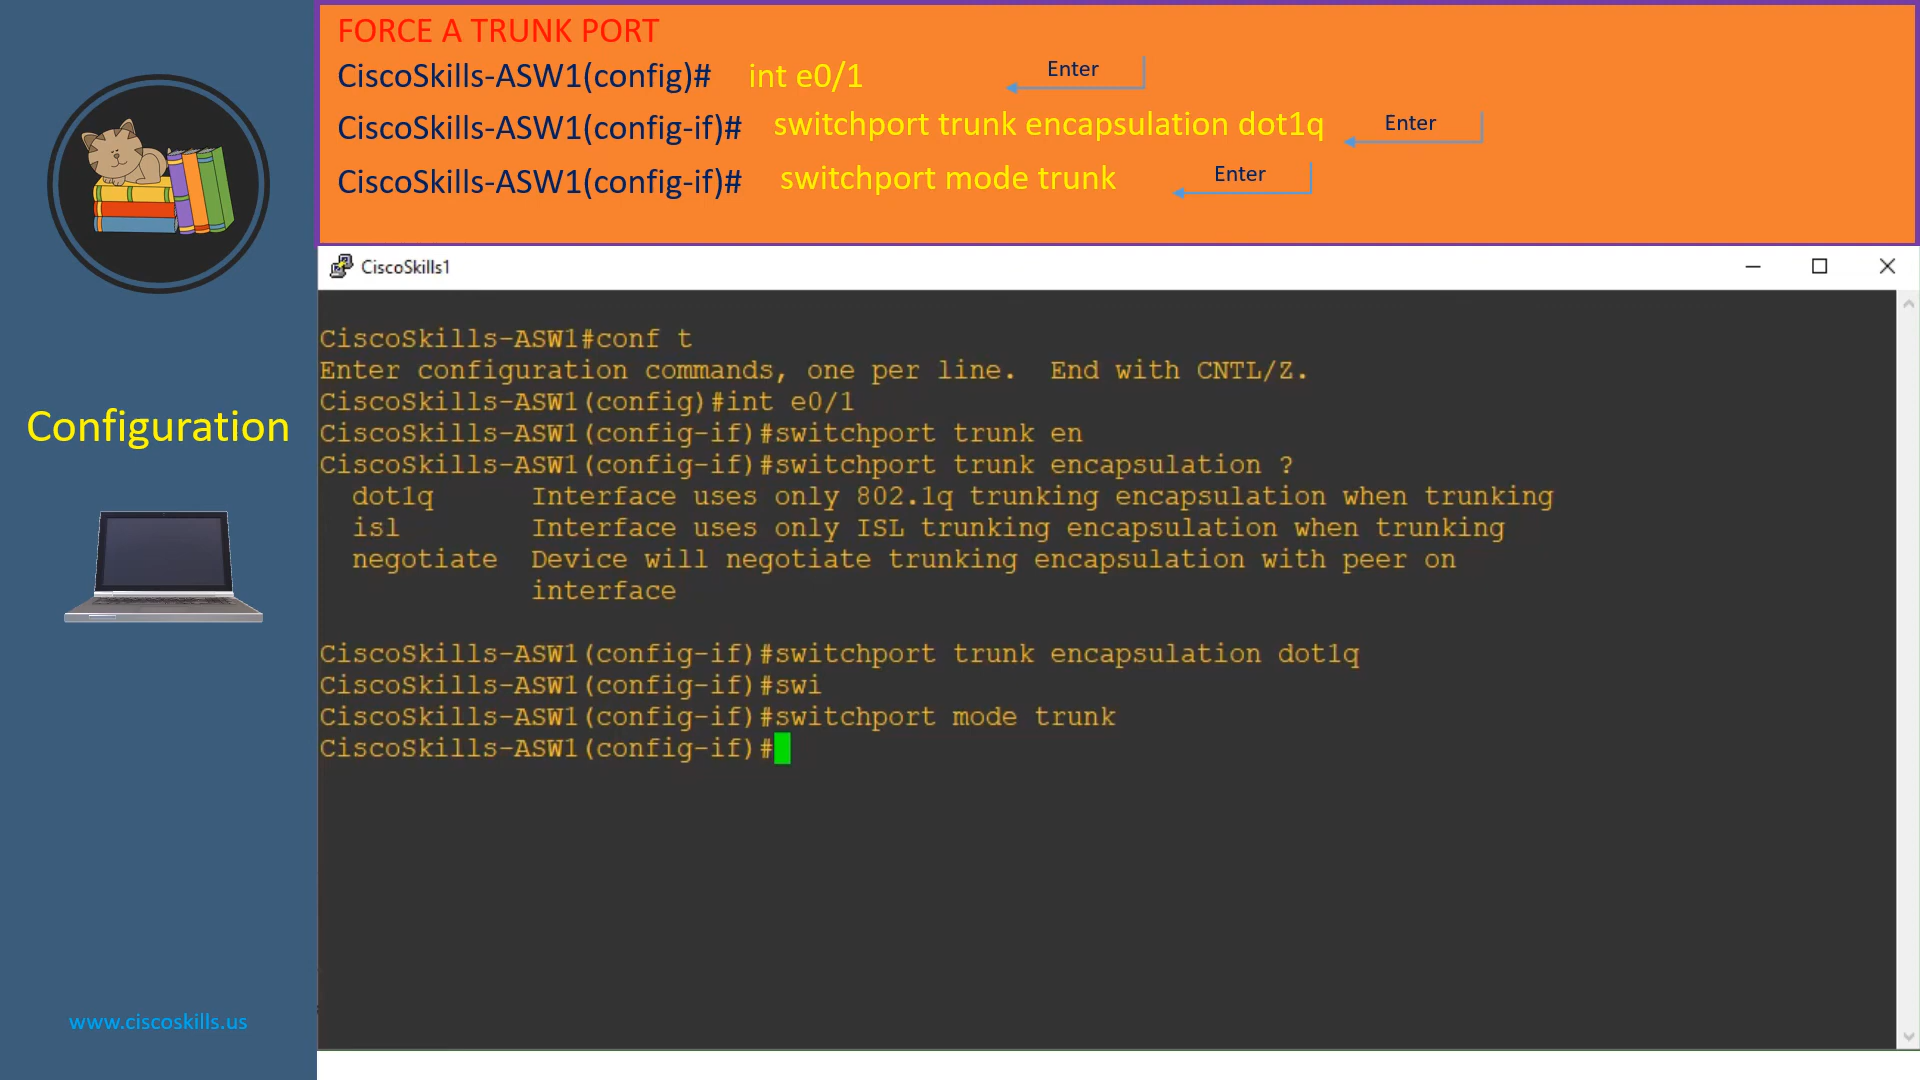 FORCE A TRUNK PORT
CiscoSkills-ASW1(config)# int e0/1 Enter
CiscoSkills-ASW1(config-if)# switchport trunk encapsulation dot1q Enter
CiscoSkills-ASW1(config-if)# switchport mode trunk Enter
Configuration
www.ciscoskills.us
CiscoSkills1
CiscoSkills-ASW1#conf t
Enter configuration commands, one per line.  End with CNTL/Z.
CiscoSkills-ASW1(config)#int e0/1
CiscoSkills-ASW1(config-if)#switchport trunk en
CiscoSkills-ASW1(config-if)#switchport trunk encapsulation ?
dot1q      Interface uses only 802.1q trunking encapsulation when trunking
isl        Interface uses only ISL trunking encapsulation when trunking
negotiate  Device will negotiate trunking encapsulation with peer on
interface
CiscoSkills-ASW1(config-if)#switchport trunk encapsulation dot1q
CiscoSkills-ASW1(config-if)#swi
CiscoSkills-ASW1(config-if)#switchport mode trunk
CiscoSkills-ASW1(config-if)#